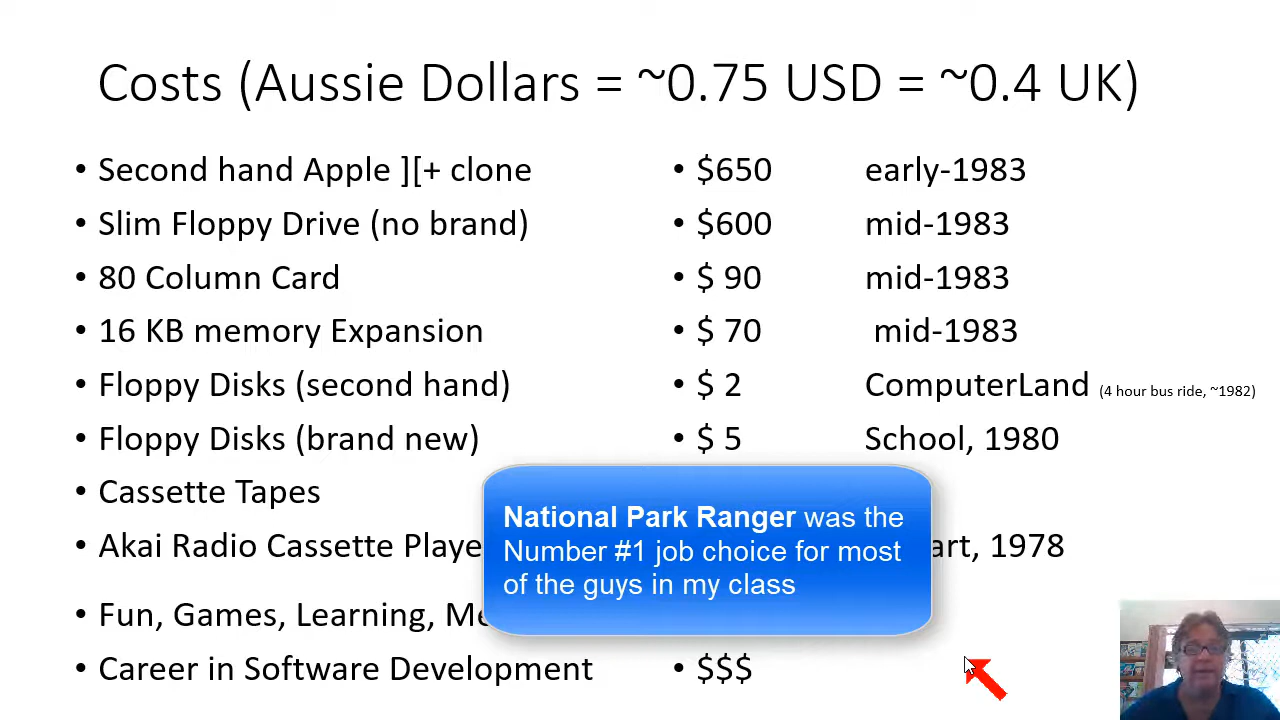 Costs (Aussie Dollars = ~0.75 USD = ~0.4 UK)
• Second hand Apple ][+ clone • $650 early-1983
• Slim Floppy Drive (no brand) • $600 mid-1983
• 80 Column Card • $ 90 mid-1983
• 16 KB memory Expansion • $ 70 mid-1983
• Floppy Disks (second hand) • $ 2 ComputerLand (4 hour bus ride, ~1982)
• Floppy Disks (brand new) • $ 5 School, 1980
• Cassette Tapes
• Akai Radio Cassette Playe art, 1978
• Fun, Games, Learning, Me
• Career in Software Development • $$$
National Park Ranger was the
Number #1 job choice for most
of the guys in my class